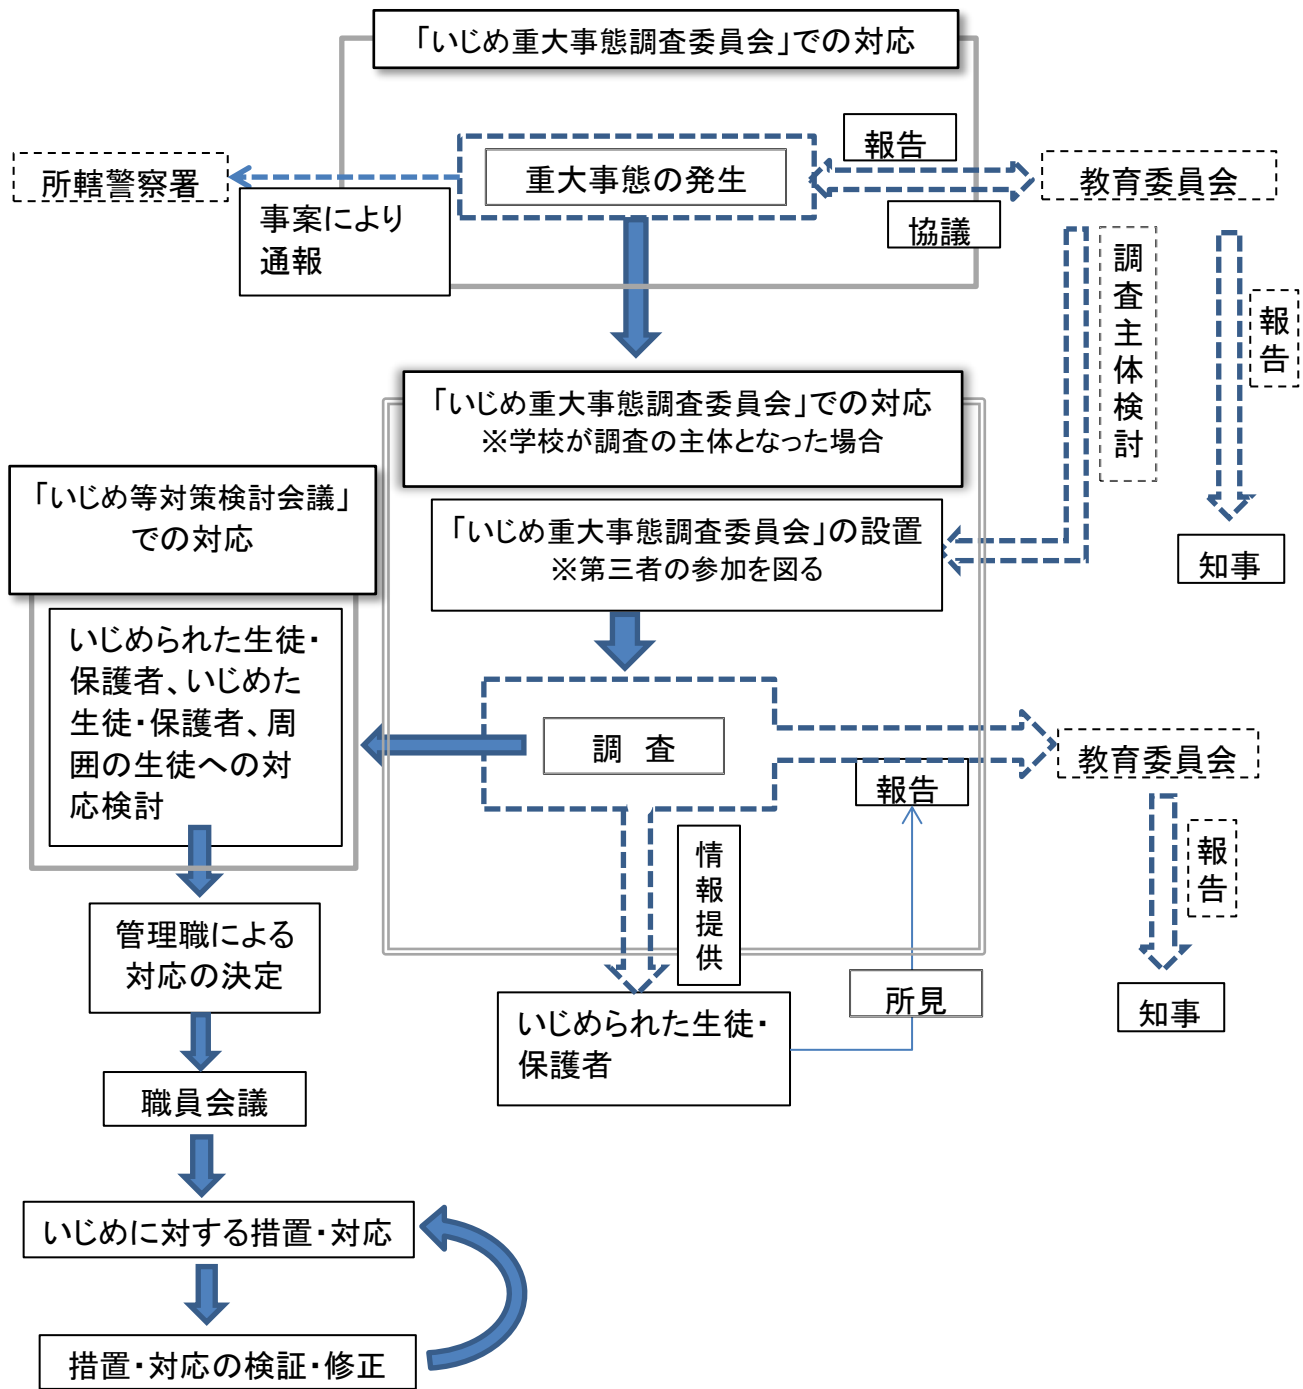 「いじめ重大事態調査委員会」での対応
報告
所轄警察署
重大事態の発生
教育委員会
事案により
通報
協議
調査主体検討
報告
「いじめ重大事態調査委員会」での対応
※学校が調査の主体となった場合
「いじめ等対策検討会議」
での対応
「いじめ重大事態調査委員会」の設置
※第三者の参加を図る
知事
いじめられた生徒・
保護者、いじめた
生徒・保護者、周
囲の生徒への対
応検討
調 査
教育委員会
報告
情報提供
報告
管理職による
対応の決定
所見
知事
いじめられた生徒・
保護者
職員会議
いじめに対する措置・対応
措置・対応の検証・修正